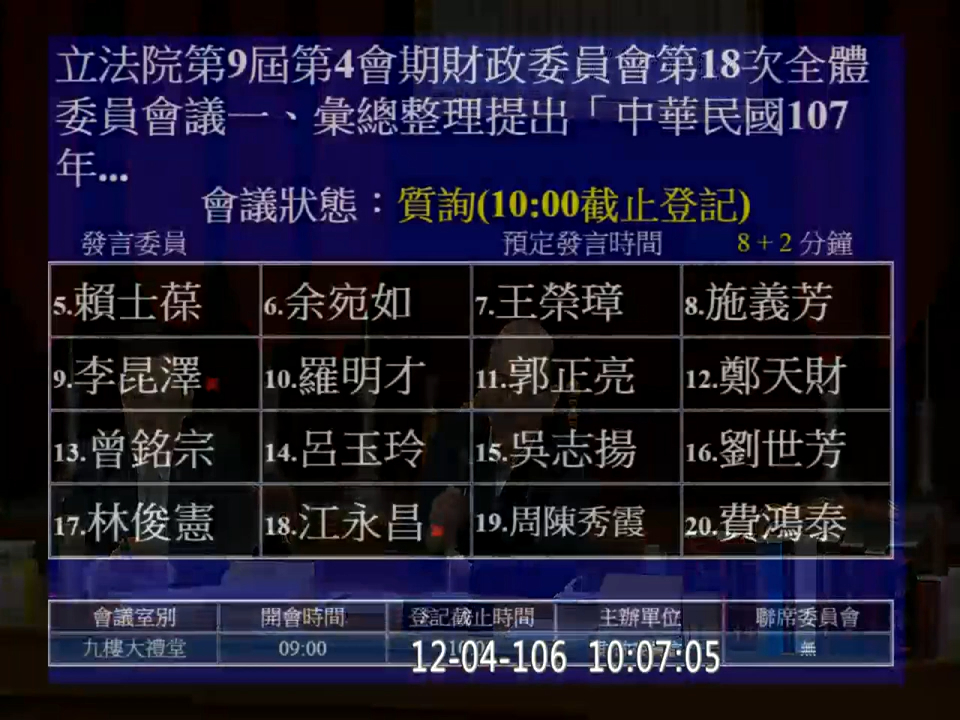 立法院第9屆第4會期財政委員會第18次全體
委員會議一、彙總整理提出「中華民國107
年...
會議狀態：質詢(10:00截止登記)
發言委員 預定發言時間 8 + 2 分鐘
5.賴士葆 6.余宛如 7.王榮璋 8.施義芳
9.李昆澤 10.羅明才 11.郭正亮 12.鄭天財
13.曾銘宗 14.呂玉玲 15.吳志揚 16.劉世芳
17.林俊憲 18.江永昌 19.周陳秀霞 20.費鴻泰
會議室別 開會時間 登記截止時間 主辦單位 聯席委員會
九樓大禮堂 09:00 無
12-04-106 10:07:05